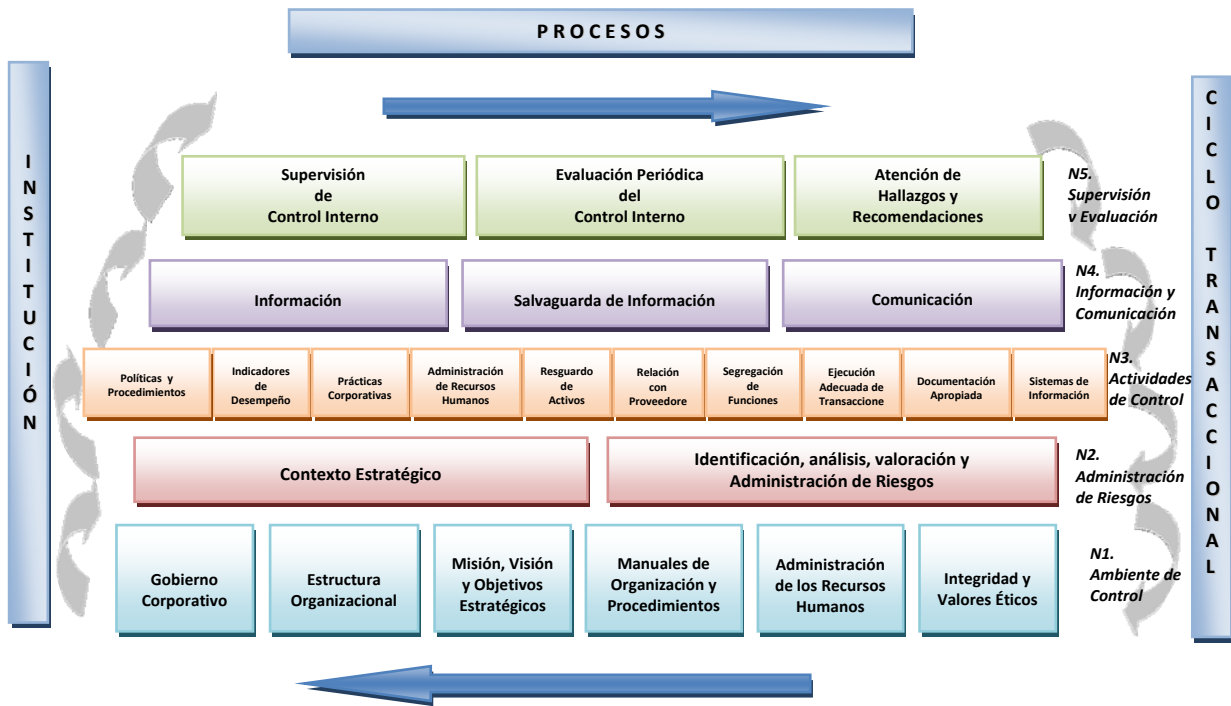 PROCESOS
INSTITUCIÓN
CICLO TRANSACCIONAL
Supervisión
de
Control Interno
Evaluación Periódica
del
Control Interno
Atención de
Hallazgos y
Recomendaciones
N5.
Supervisión
v Evaluación
Información
Salvaguarda de Información
Comunicación
N4.
Información y
Comunicación
Políticas y
Procedimientos
Indicadores
de
Desempeño
Prácticas
Corporativas
Administración
de Recursos
Humanos
Resguardo
de
Activos
Relación
con
Proveedore
Segregación
de
Funciones
Ejecución
Adecuada de
Transaccione
Documentación
Apropiada
Sistemas de
Información
N3.
Actividades
de Control
Contexto Estratégico
Identificación, análisis, valoración y
Administración de Riesgos
N2.
Administración
de Riesgos
Gobierno
Corporativo
Estructura
Organizacional
Misión, Visión
y Objetivos
Estratégicos
Manuales de
Organización y
Procedimientos
Administración
de los Recursos
Humanos
Integridad y
Valores Éticos
N1.
Ambiente de
Control